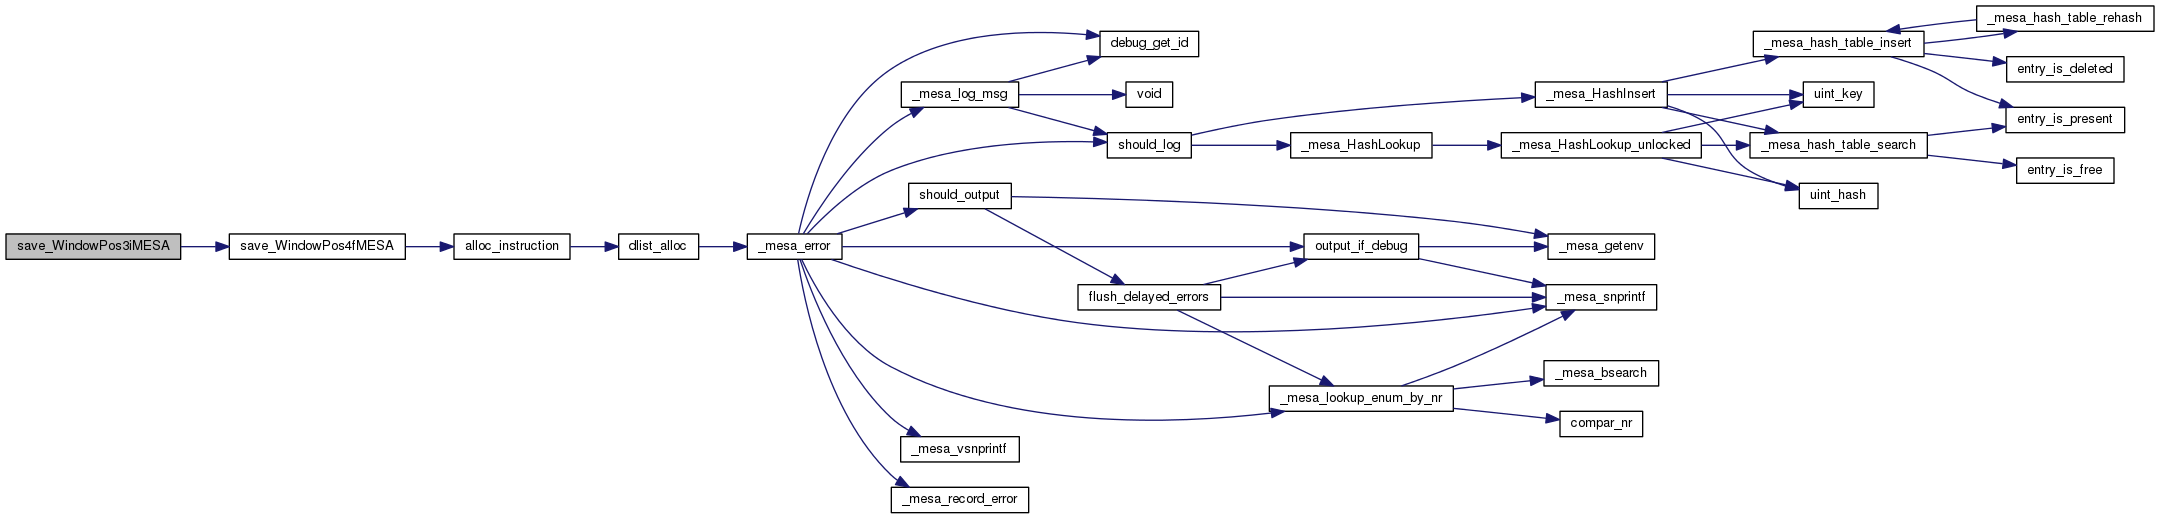 save_WindowPos3iMESA
save_WindowPos4fMESA
alloc_instruction
dlist_alloc
_mesa_error
debug_get_id
_mesa_log_msg
void
should_log
should_output
output_if_debug
flush_delayed_errors
_mesa_lookup_enum_by_nr
_mesa_vsnprintf
_mesa_record_error
_mesa_HashInsert
_mesa_HashLookup
_mesa_HashLookup_unlocked
_mesa_getenv
_mesa_snprintf
_mesa_bsearch
compar_nr
_mesa_hash_table_insert
uint_key
_mesa_hash_table_search
uint_hash
_mesa_hash_table_rehash
entry_is_deleted
entry_is_present
entry_is_free